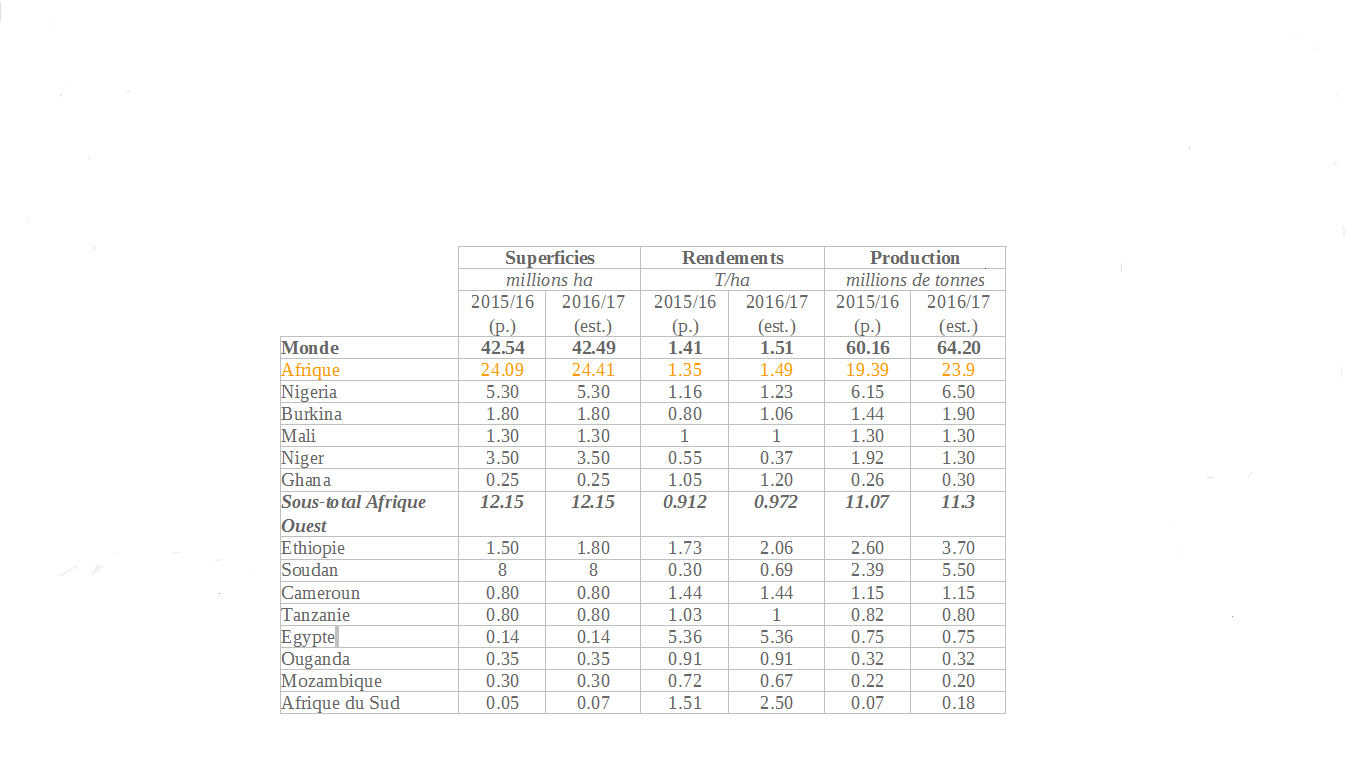 Superficies Rendements Production
millions ha T/ha millions de tonnes
2015/16 2016/17 2015/16 2016/17 2015/16 2016/17
(p.) (est.) (p.) (est.) (p.) (est.)
Monde 42.54 42.49 1.41 1.51 60.16 64.20
Afrique 24.09 24.41 1.35 1.49 19.39 23.9
Nigeria 5.30 5.30 1.16 1.23 6.15 6.50
Burkina 1.80 1.80 0.80 1.06 1.44 1.90
Mali 1.30 1.30 1 1 1.30 1.30
Niger 3.50 3.50 0.55 0.37 1.92 1.30
Ghana 0.25 0.25 1.05 1.20 0.26 0.30
Sous-total Afrique 12.15 12.15 0.912 0.972 11.07 11.3
Ouest
Ethiopie 1.50 1.80 1.73 2.06 2.60 3.70
Soudan 8 8 0.30 0.69 2.39 5.50
Cameroun 0.80 0.80 1.44 1.44 1.15 1.15
Tanzanie 0.80 0.80 1.03 1 0.82 0.80
Egypte 0.14 0.14 5.36 5.36 0.75 0.75
Ouganda 0.35 0.35 0.91 0.91 0.32 0.32
Mozambique 0.30 0.30 0.72 0.67 0.22 0.20
Afrique du Sud 0.05 0.07 1.51 2.50 0.07 0.18